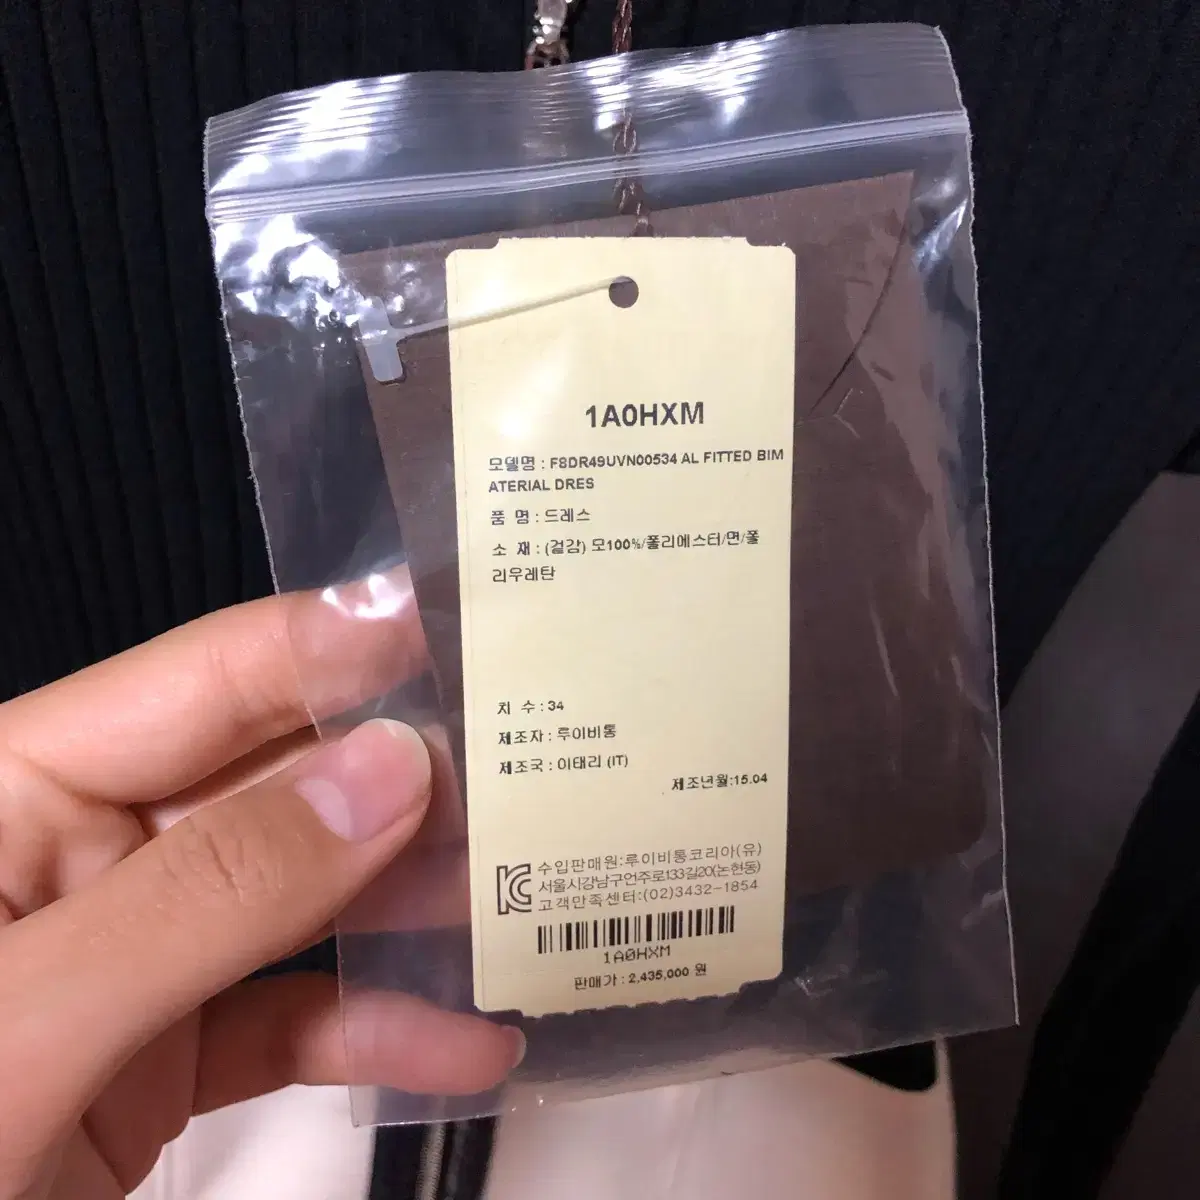 1A0HXM
모델명 : F8DR49UVN00534 AL FITTED BIM
ATERIAL DRES
품 명 : 드레스
소 재 : (겉감) 모100%/폴리에스터/면/폴
리우레탄
치 수 : 34
제조자 : 루이비통
제조국 : 이태리 (IT)
제조년월:15.04
수입판매원:루이비통코리아(유)
서울시강남구언주로133길20(논현동)
고객만족센터:(02)3432-1854
1A0HXM
판매가 : 2,435,000 원